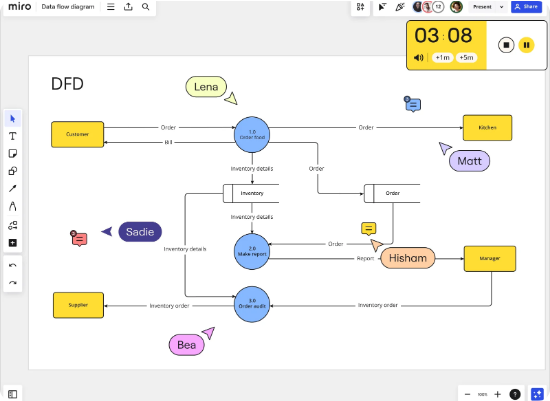 miro Data flow diagram
12
Present
Share
03:08
+1m +5m
DFD
Lena
Customer
Order
Bill
1.0
Order food
Order
Kitchen
Matt
Inventory details
Order
Inventory
Order
Inventory details
Sadie
Inventory details
Order
2.0
Make report
Report
Hisham
Manager
Supplier
Inventory order
3.0
Order audit
Inventory order
Bea
100%
?